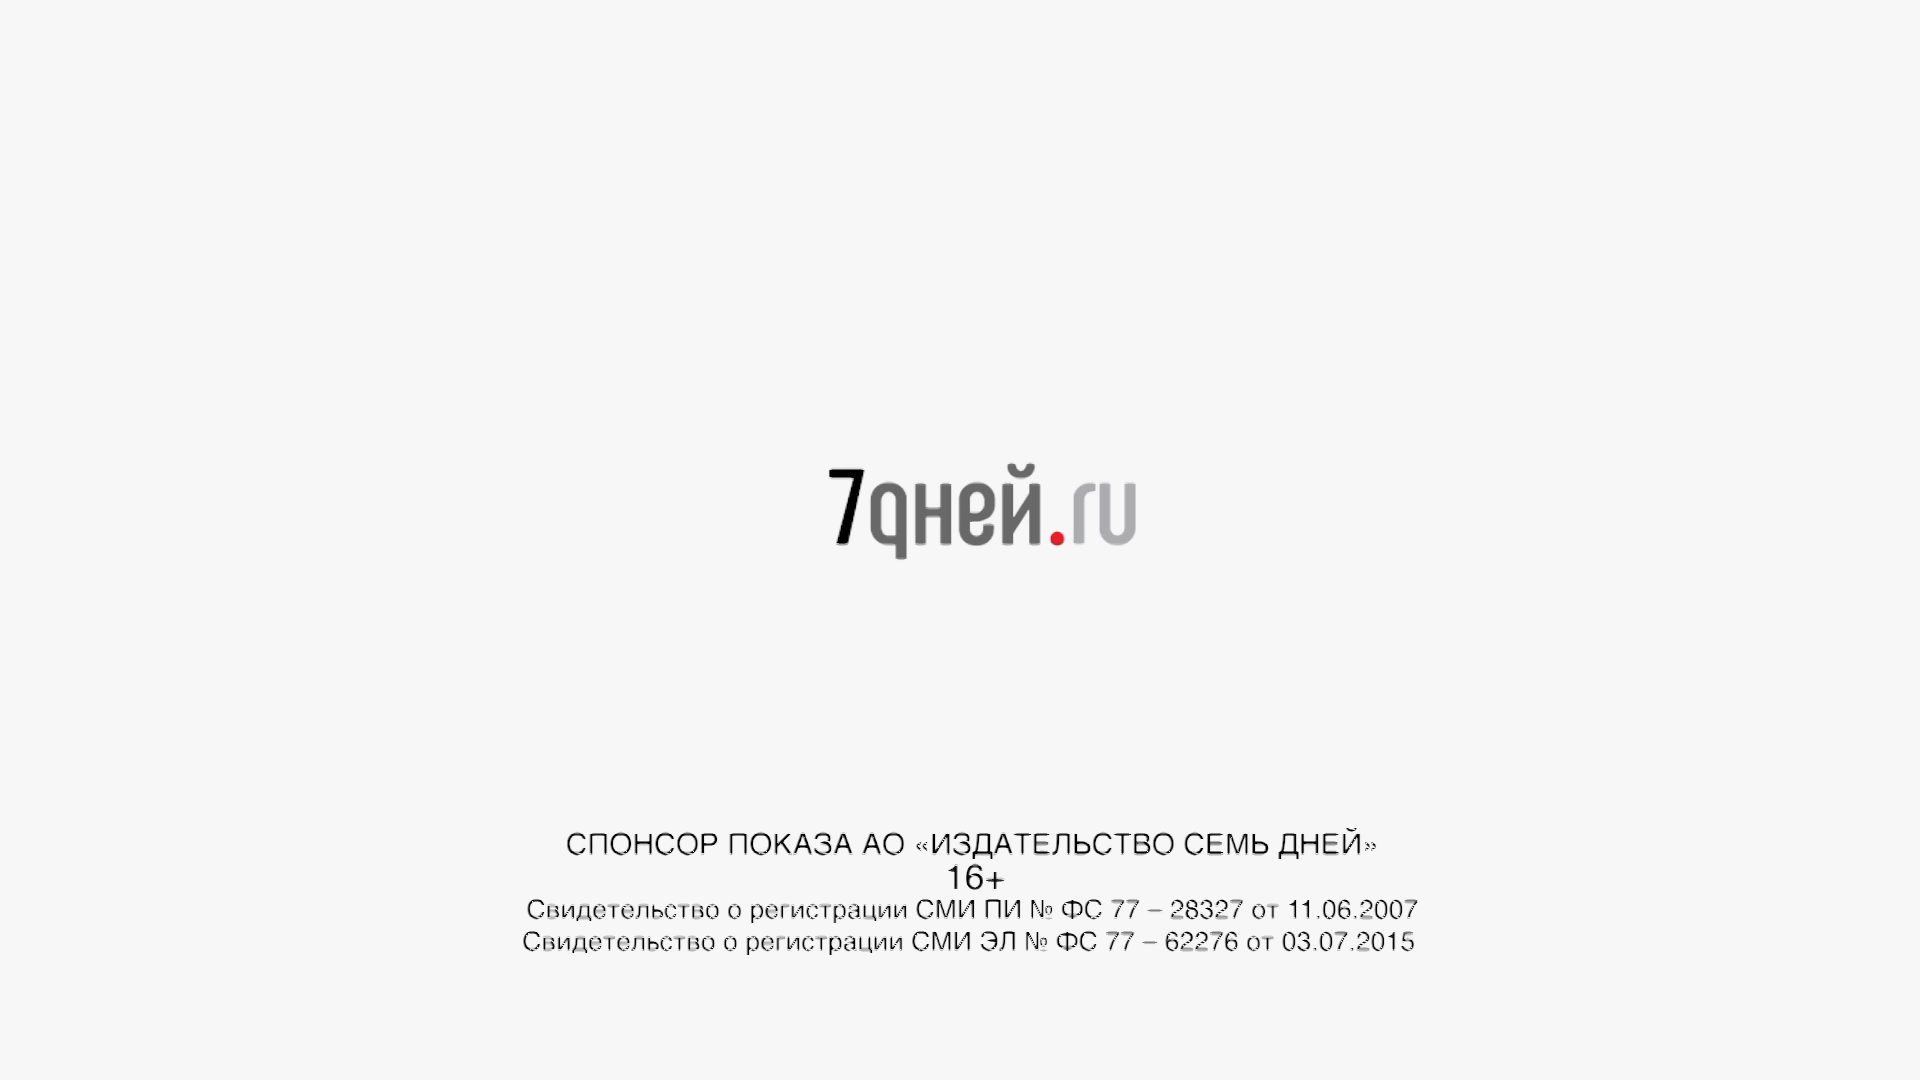 7дней.ru
СПОНСОР ПОКАЗА АО «ИЗДАТЕЛЬСТВО СЕМЬ ДНЕЙ»
16+
Свидетельство о регистрации СМИ ПИ № ФС 77 – 28327 от 11.06.2007
Свидетельство о регистрации СМИ ЭЛ № ФС 77 – 62276 от 03.07.2015